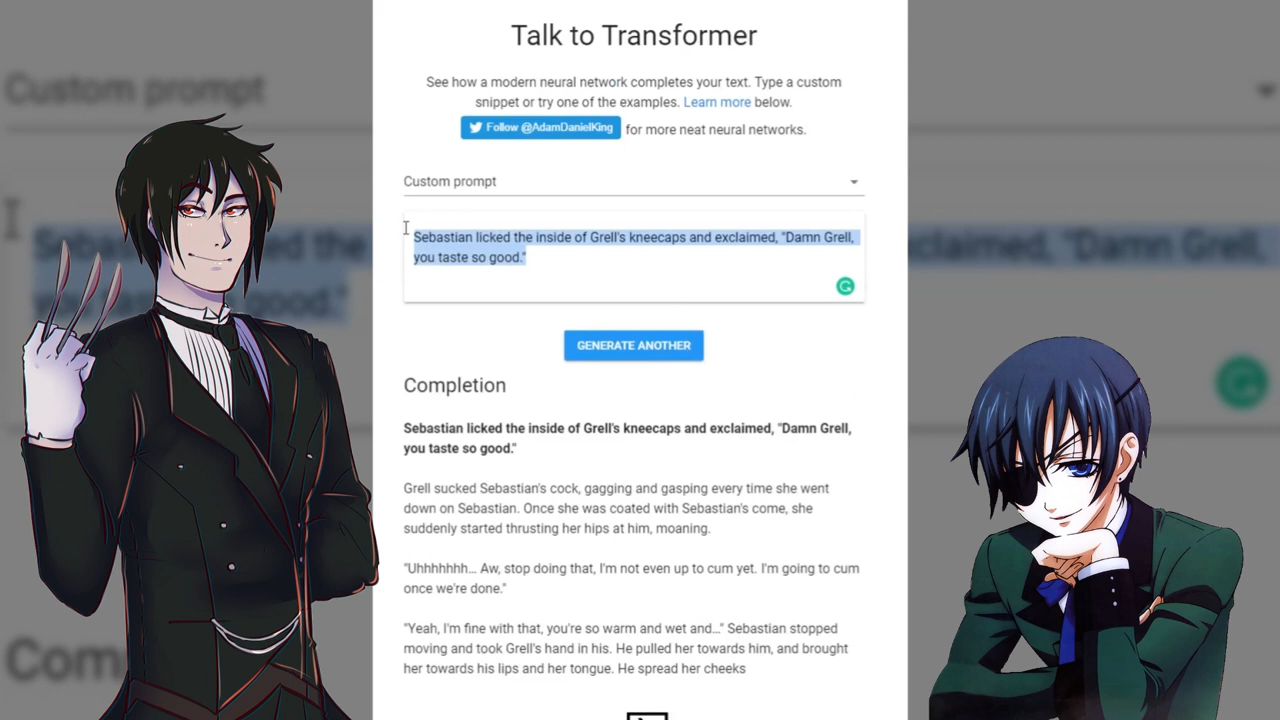 Talk to Transformer
See how a modern neural network completes your text. Type a custom
snippet or try one of the examples. Learn more below.
Follow @AdamDanielKing for more neat neural networks.
Custom prompt
Custom prompt
Sebastian licked the inside of Grell's kneecaps and exclaimed, "Damn Grell,
you taste so good."
GENERATE ANOTHER
Completion
Sebastian licked the inside of Grell's kneecaps and exclaimed, "Damn Grell,
you taste so good."
Grell sucked Sebastian's cock, gagging and gasping every time she went
down on Sebastian. Once she was coated with Sebastian's come, she
suddenly started thrusting her hips at him, moaning.
"Uhhhhhhh... Aw, stop doing that, I'm not even up to cum yet. I'm going to cum
once we're done."
"Yeah, I'm fine with that, you're so warm and wet and..." Sebastian stopped
moving and took Grell's hand in his. He pulled her towards him, and brought
her towards his lips and her tongue. He spread her cheeks